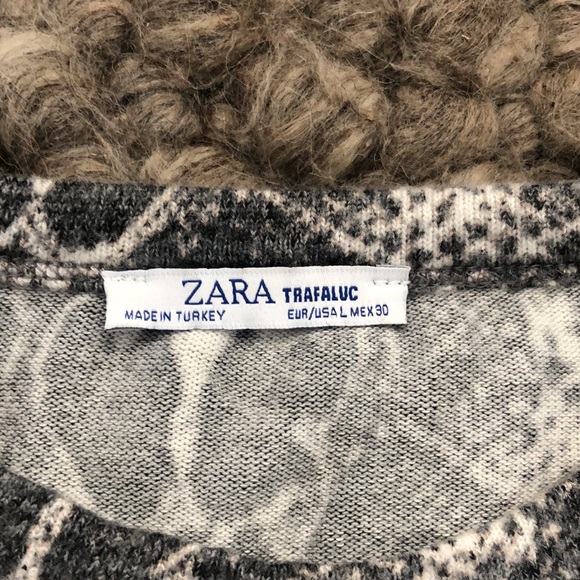 ZARA TRAFALUC
MADE IN TURKEY EUR/USA L MEX 30